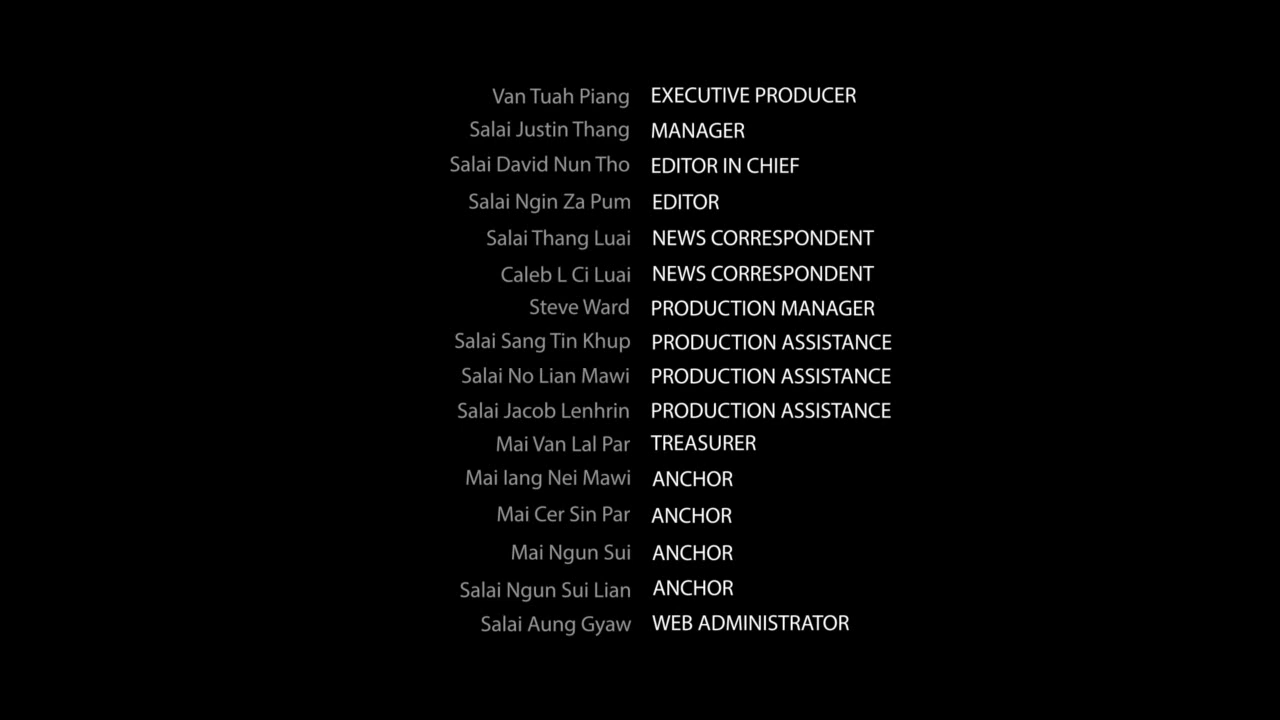 Van Tuah Piang EXECUTIVE PRODUCER
Salai Justin Thang MANAGER
Salai David Nun Tho EDITOR IN CHIEF
Salai Ngin Za Pum EDITOR
Salai Thang Luai NEWS CORRESPONDENT
Caleb L Ci Luai NEWS CORRESPONDENT
Steve Ward PRODUCTION MANAGER
Salai Sang Tin Khup PRODUCTION ASSISTANCE
Salai No Lian Mawi PRODUCTION ASSISTANCE
Salai Jacob Lenhrin PRODUCTION ASSISTANCE
Mai Van Lal Par TREASURER
Mai Iang Nei Mawi ANCHOR
Mai Cer Sin Par ANCHOR
Mai Ngun Sui ANCHOR
Salai Ngun Sui Lian ANCHOR
Salai Aung Gyaw WEB ADMINISTRATOR